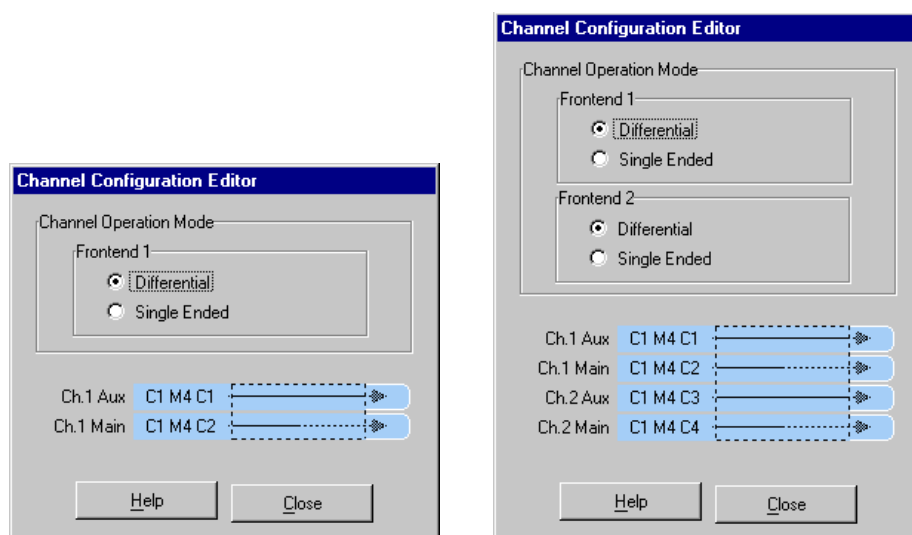 Channel Configuration Editor
Channel Operation Mode
Frontend 1
Differential
Single Ended
Ch.1 Aux C1 M4 C1
Ch.1 Main C1 M4 C2
Help Close
Channel Configuration Editor
Channel Operation Mode
Frontend 1
Differential
Single Ended
Frontend 2
Differential
Single Ended
Ch.1 Aux C1 M4 C1
Ch.1 Main C1 M4 C2
Ch.2 Aux C1 M4 C3
Ch.2 Main C1 M4 C4
Help Close